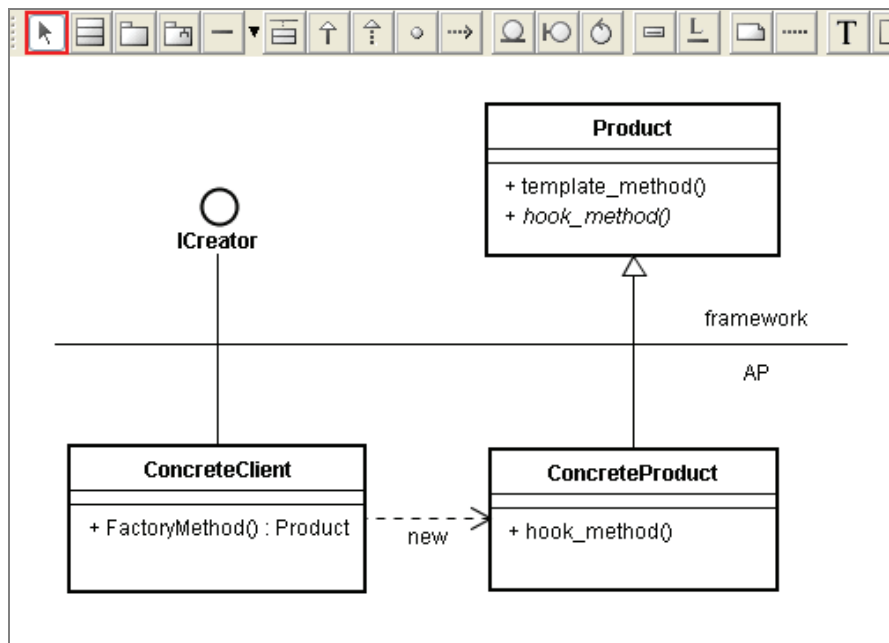 T
Product
+ template_method()
+ hook_method()
ICreator
framework
AP
ConcreteClient
+ FactoryMethod() : Product
new
ConcreteProduct
+ hook_method()